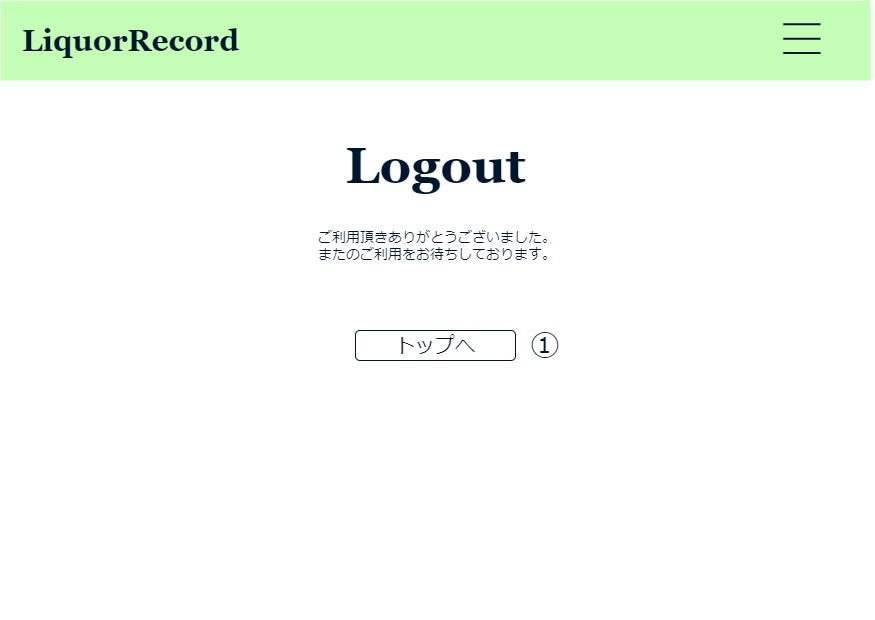 LiquorRecord
Logout
ご利用頂きありがとうございました。
またのご利用をお待ちしております。
トップへ ①